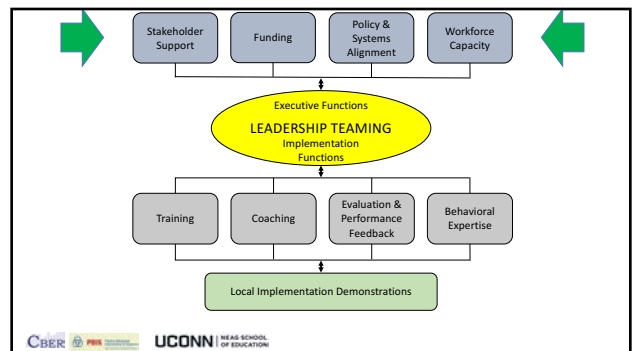 Stakeholder
Support
Funding
Policy &
Systems
Alignment
Workforce
Capacity
Executive Functions
LEADERSHIP TEAMING
Implementation
Functions
Training
Coaching
Evaluation &
Performance
Feedback
Behavioral
Expertise
Local Implementation Demonstrations
CBER
PBIS
UCONN
NEAG SCHOOL
OF EDUCATION